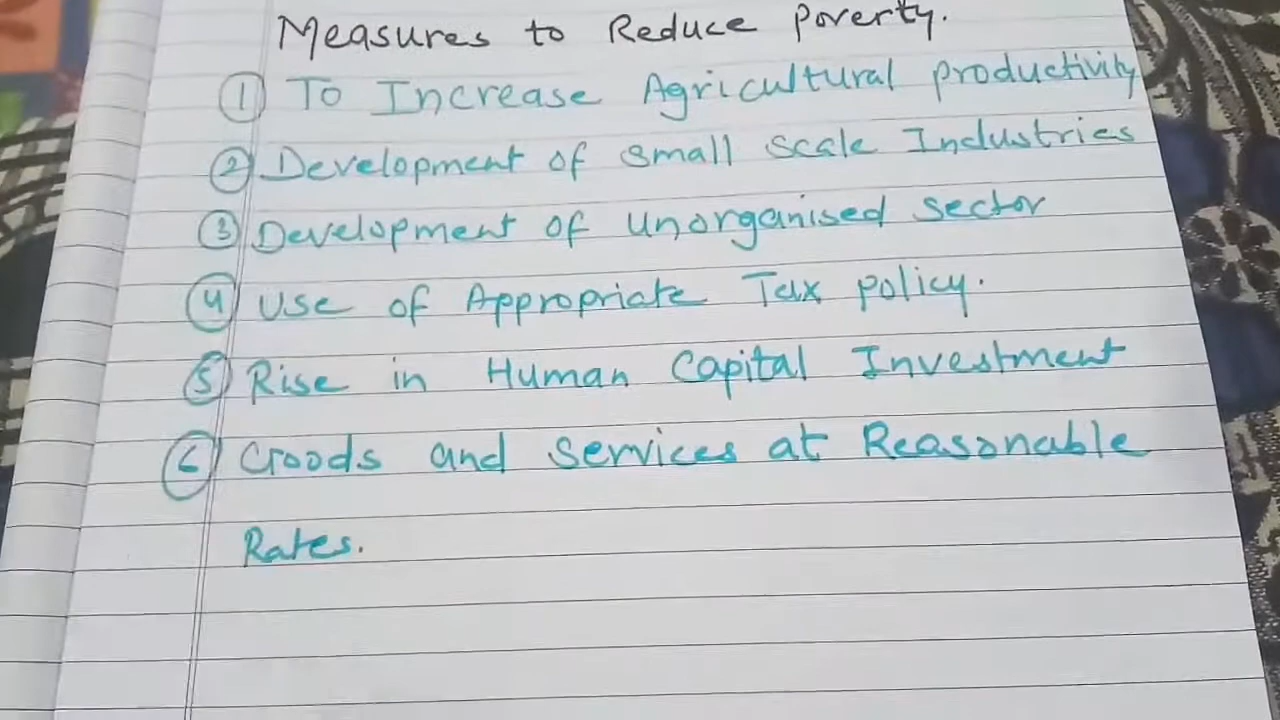 Measures to Reduce Poverty.
① To Increase Agricultural productivity
② Development of Small Scale Industries
③ Development of Unorganised Sector
④ Use of Appropriate Tax policy.
⑤ Rise in Human Capital Investment
⑥ Goods and Services at Reasonable
Rates.